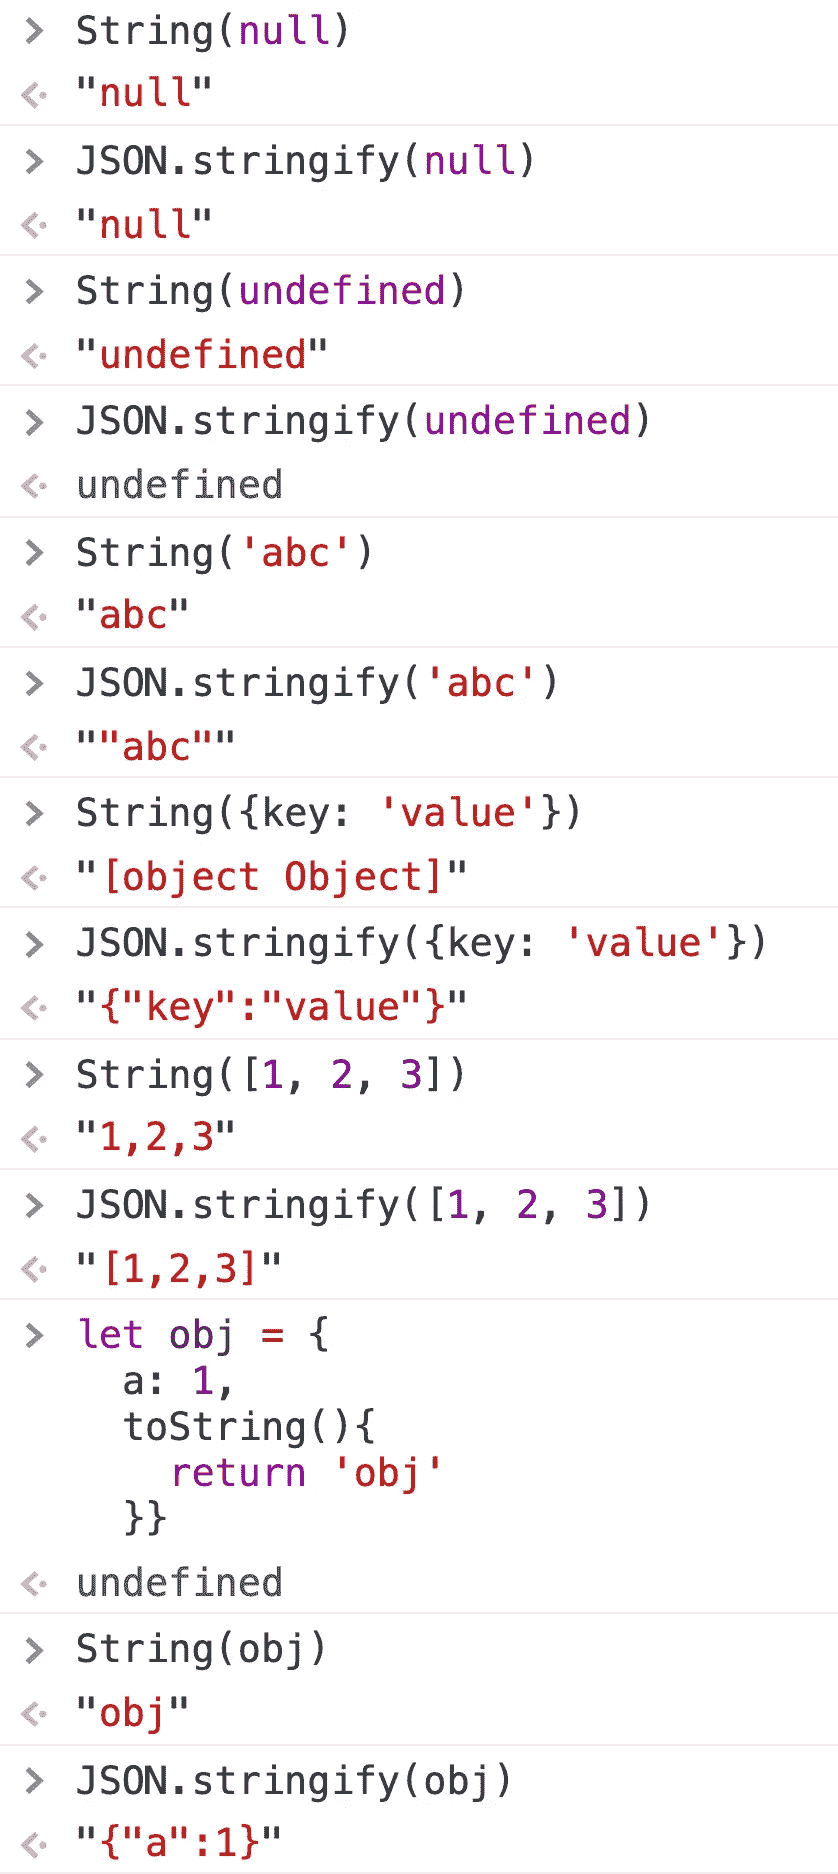 > String(null)
<· "null"
> JSON.stringify(null)
<· "null"
> String(undefined)
<· "undefined"
> JSON.stringify(undefined)
<· undefined
> String('abc')
<· "abc"
> JSON.stringify('abc')
<· ""abc""
> String({key: 'value'})
<· "[object Object]"
> JSON.stringify({key: 'value'})
<· "{"key":"value"}"
> String([1, 2, 3])
<· "1,2,3"
> JSON.stringify([1, 2, 3])
<· "[1,2,3]"
> let obj = {
    a: 1,
    toString(){
      return 'obj'
    }}
<· undefined
> String(obj)
<· "obj"
> JSON.stringify(obj)
<· "{"a":1}"